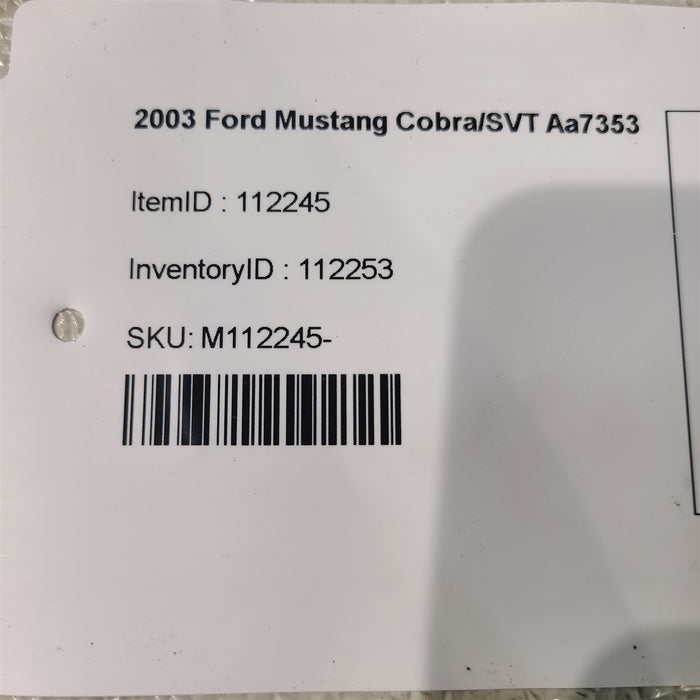 2003 Ford Mustang Cobra/SVT Aa7353
ItemID : 112245
InventoryID : 112253
SKU: M112245-